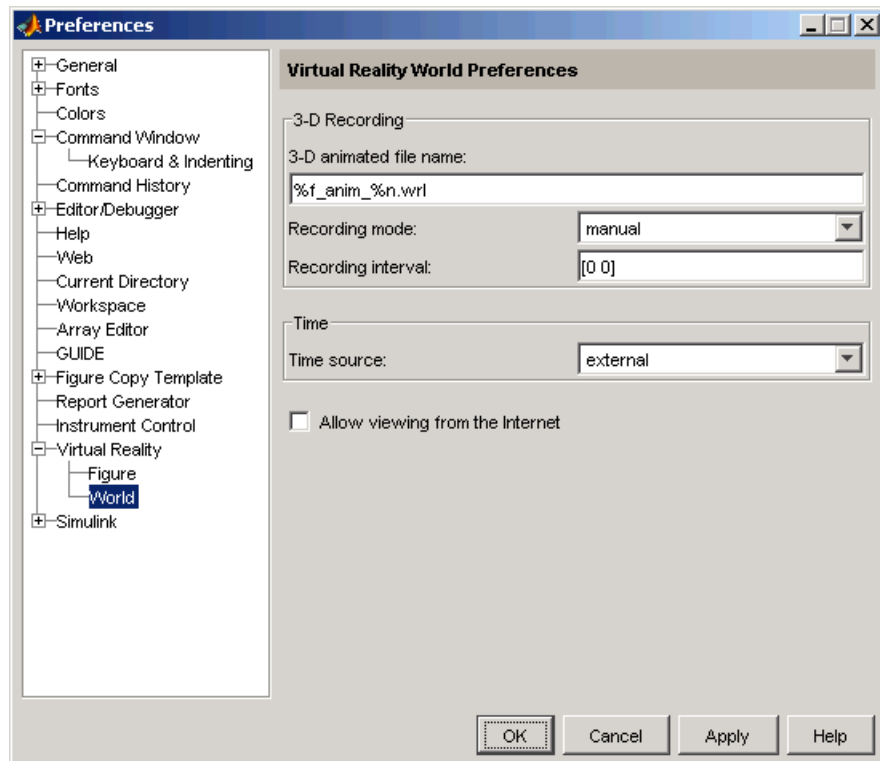 Preferences
General
Fonts
Colors
Command Window
Keyboard & Indenting
Command History
Editor/Debugger
Help
Web
Current Directory
Workspace
Array Editor
GUIDE
Figure Copy Template
Report Generator
Instrument Control
Virtual Reality
Figure
World
Simulink
Virtual Reality World Preferences
3-D Recording
3-D animated file name:
%f_anim_%n.wrl
Recording mode: manual
Recording interval: [0 0]
Time
Time source: external
Allow viewing from the Internet
OK Cancel Apply Help